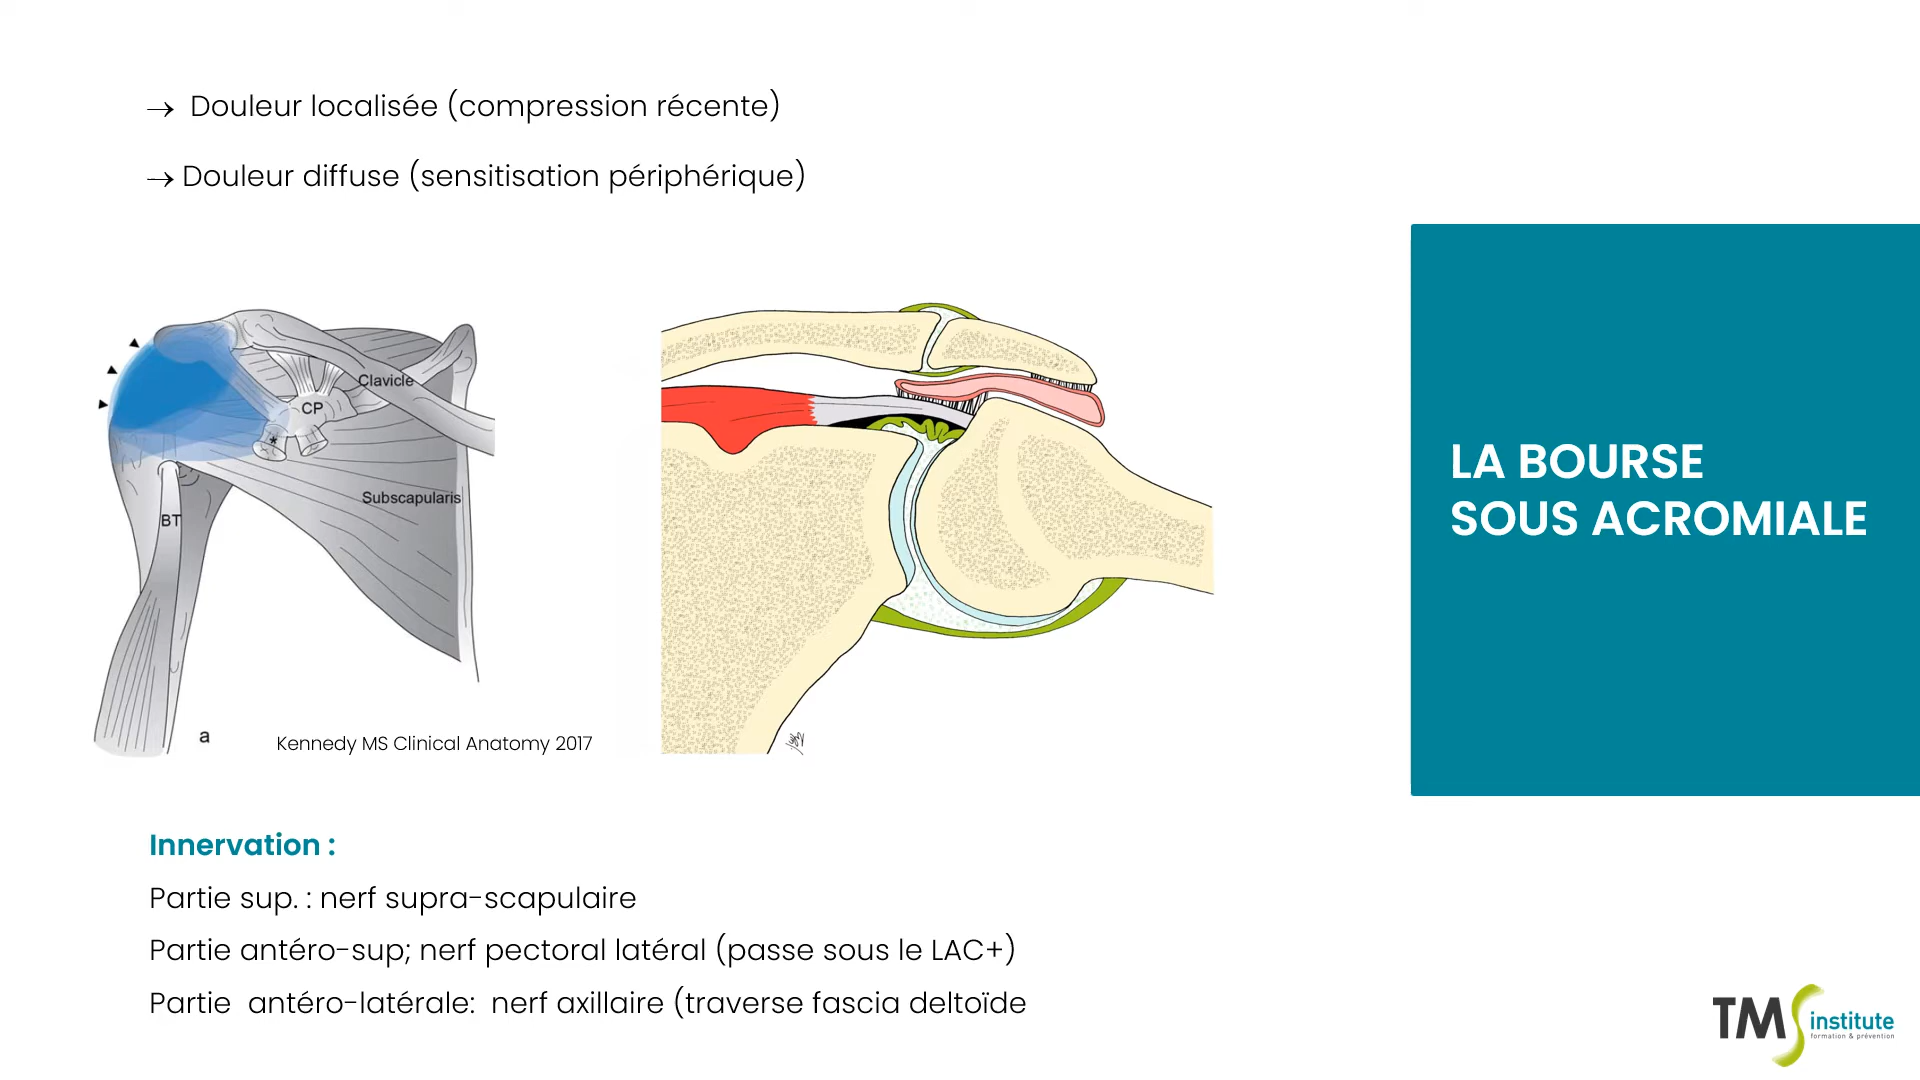 → Douleur localisée (compression récente)
→ Douleur diffuse (sensitisation périphérique)
LA BOURSE
SOUS ACROMIALE
Clavicle
CP
*
Subscapularis
BT
a
Kennedy MS Clinical Anatomy 2017
Innervation :
Partie sup. : nerf supra-scapulaire
Partie antéro-sup; nerf pectoral latéral (passe sous le LAC+)
Partie antéro-latérale: nerf axillaire (traverse fascia deltoïde
TMS institute
formation & prévention